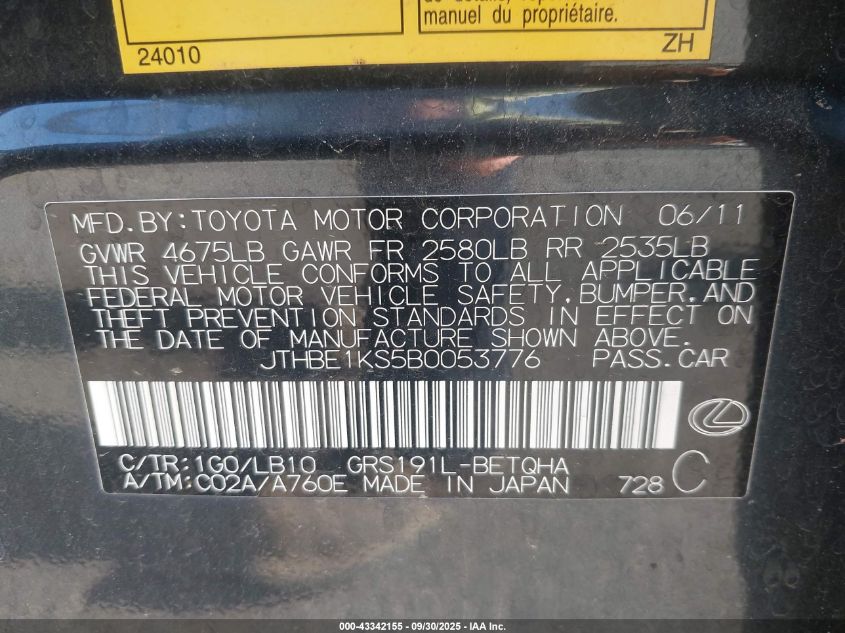 manuel du propriétaire.
24010
ZH
MFD.BY:TOYOTA MOTOR CORPORATION 06/11
GVWR 4675LB GAWR FR 2580LB RR 2535LB
THIS VEHICLE CONFORMS TO ALL APPLICABLE
FEDERAL MOTOR VEHICLE SAFETY,BUMPER,AND
THEFT PREVENTION STANDARDS IN EFFECT ON
THE DATE OF MANUFACTURE SHOWN ABOVE.
JTHBE1KS5B0053776 PASS.CAR
C/TR:1G0/LB10 GRS191L-BETQHA
A/TM:C02A/A760E MADE IN JAPAN 728 C
000-43342155 - 09/30/2025 - IAA Inc.